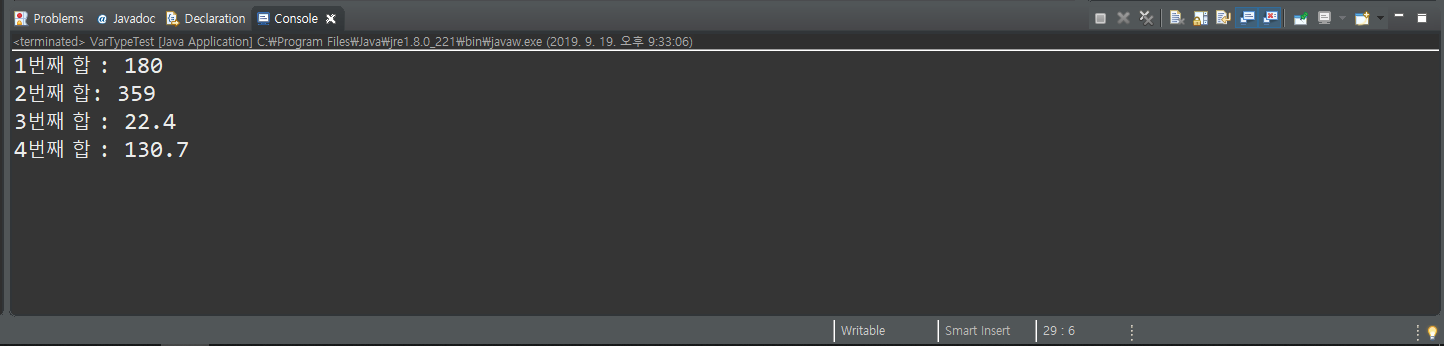 Problems Javadoc Declaration Console
<terminated> VarTypeTest [Java Application] C:₩Program Files₩Java₩jre1.8.0_221₩bin₩javaw.exe (2019. 9. 19. 오후 9:33:06)
1번째 합 : 180
2번째 합: 359
3번째 합 : 22.4
4번째 합 : 130.7
Writable Smart Insert 29 : 6